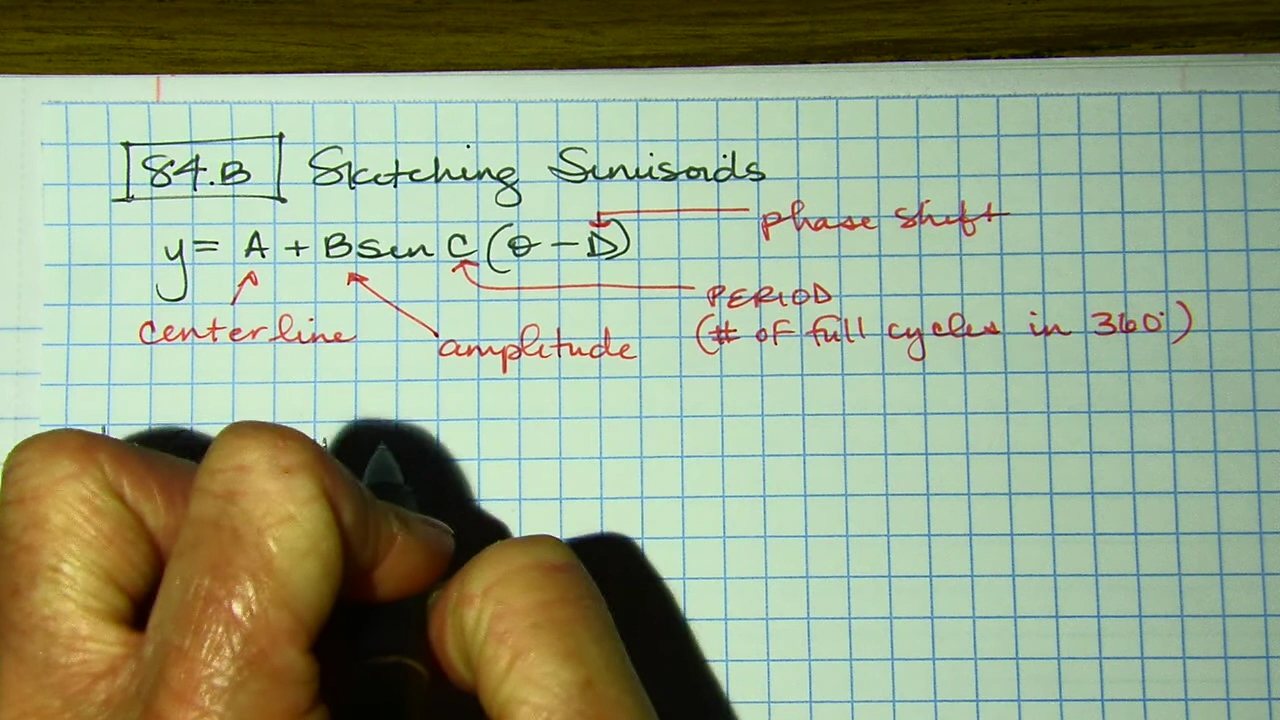 84.B Sketching Sinusoids
y = A + B sin C (θ - D)
phase shift
centerline
amplitude
PERIOD
(# of full cycles in 360°)